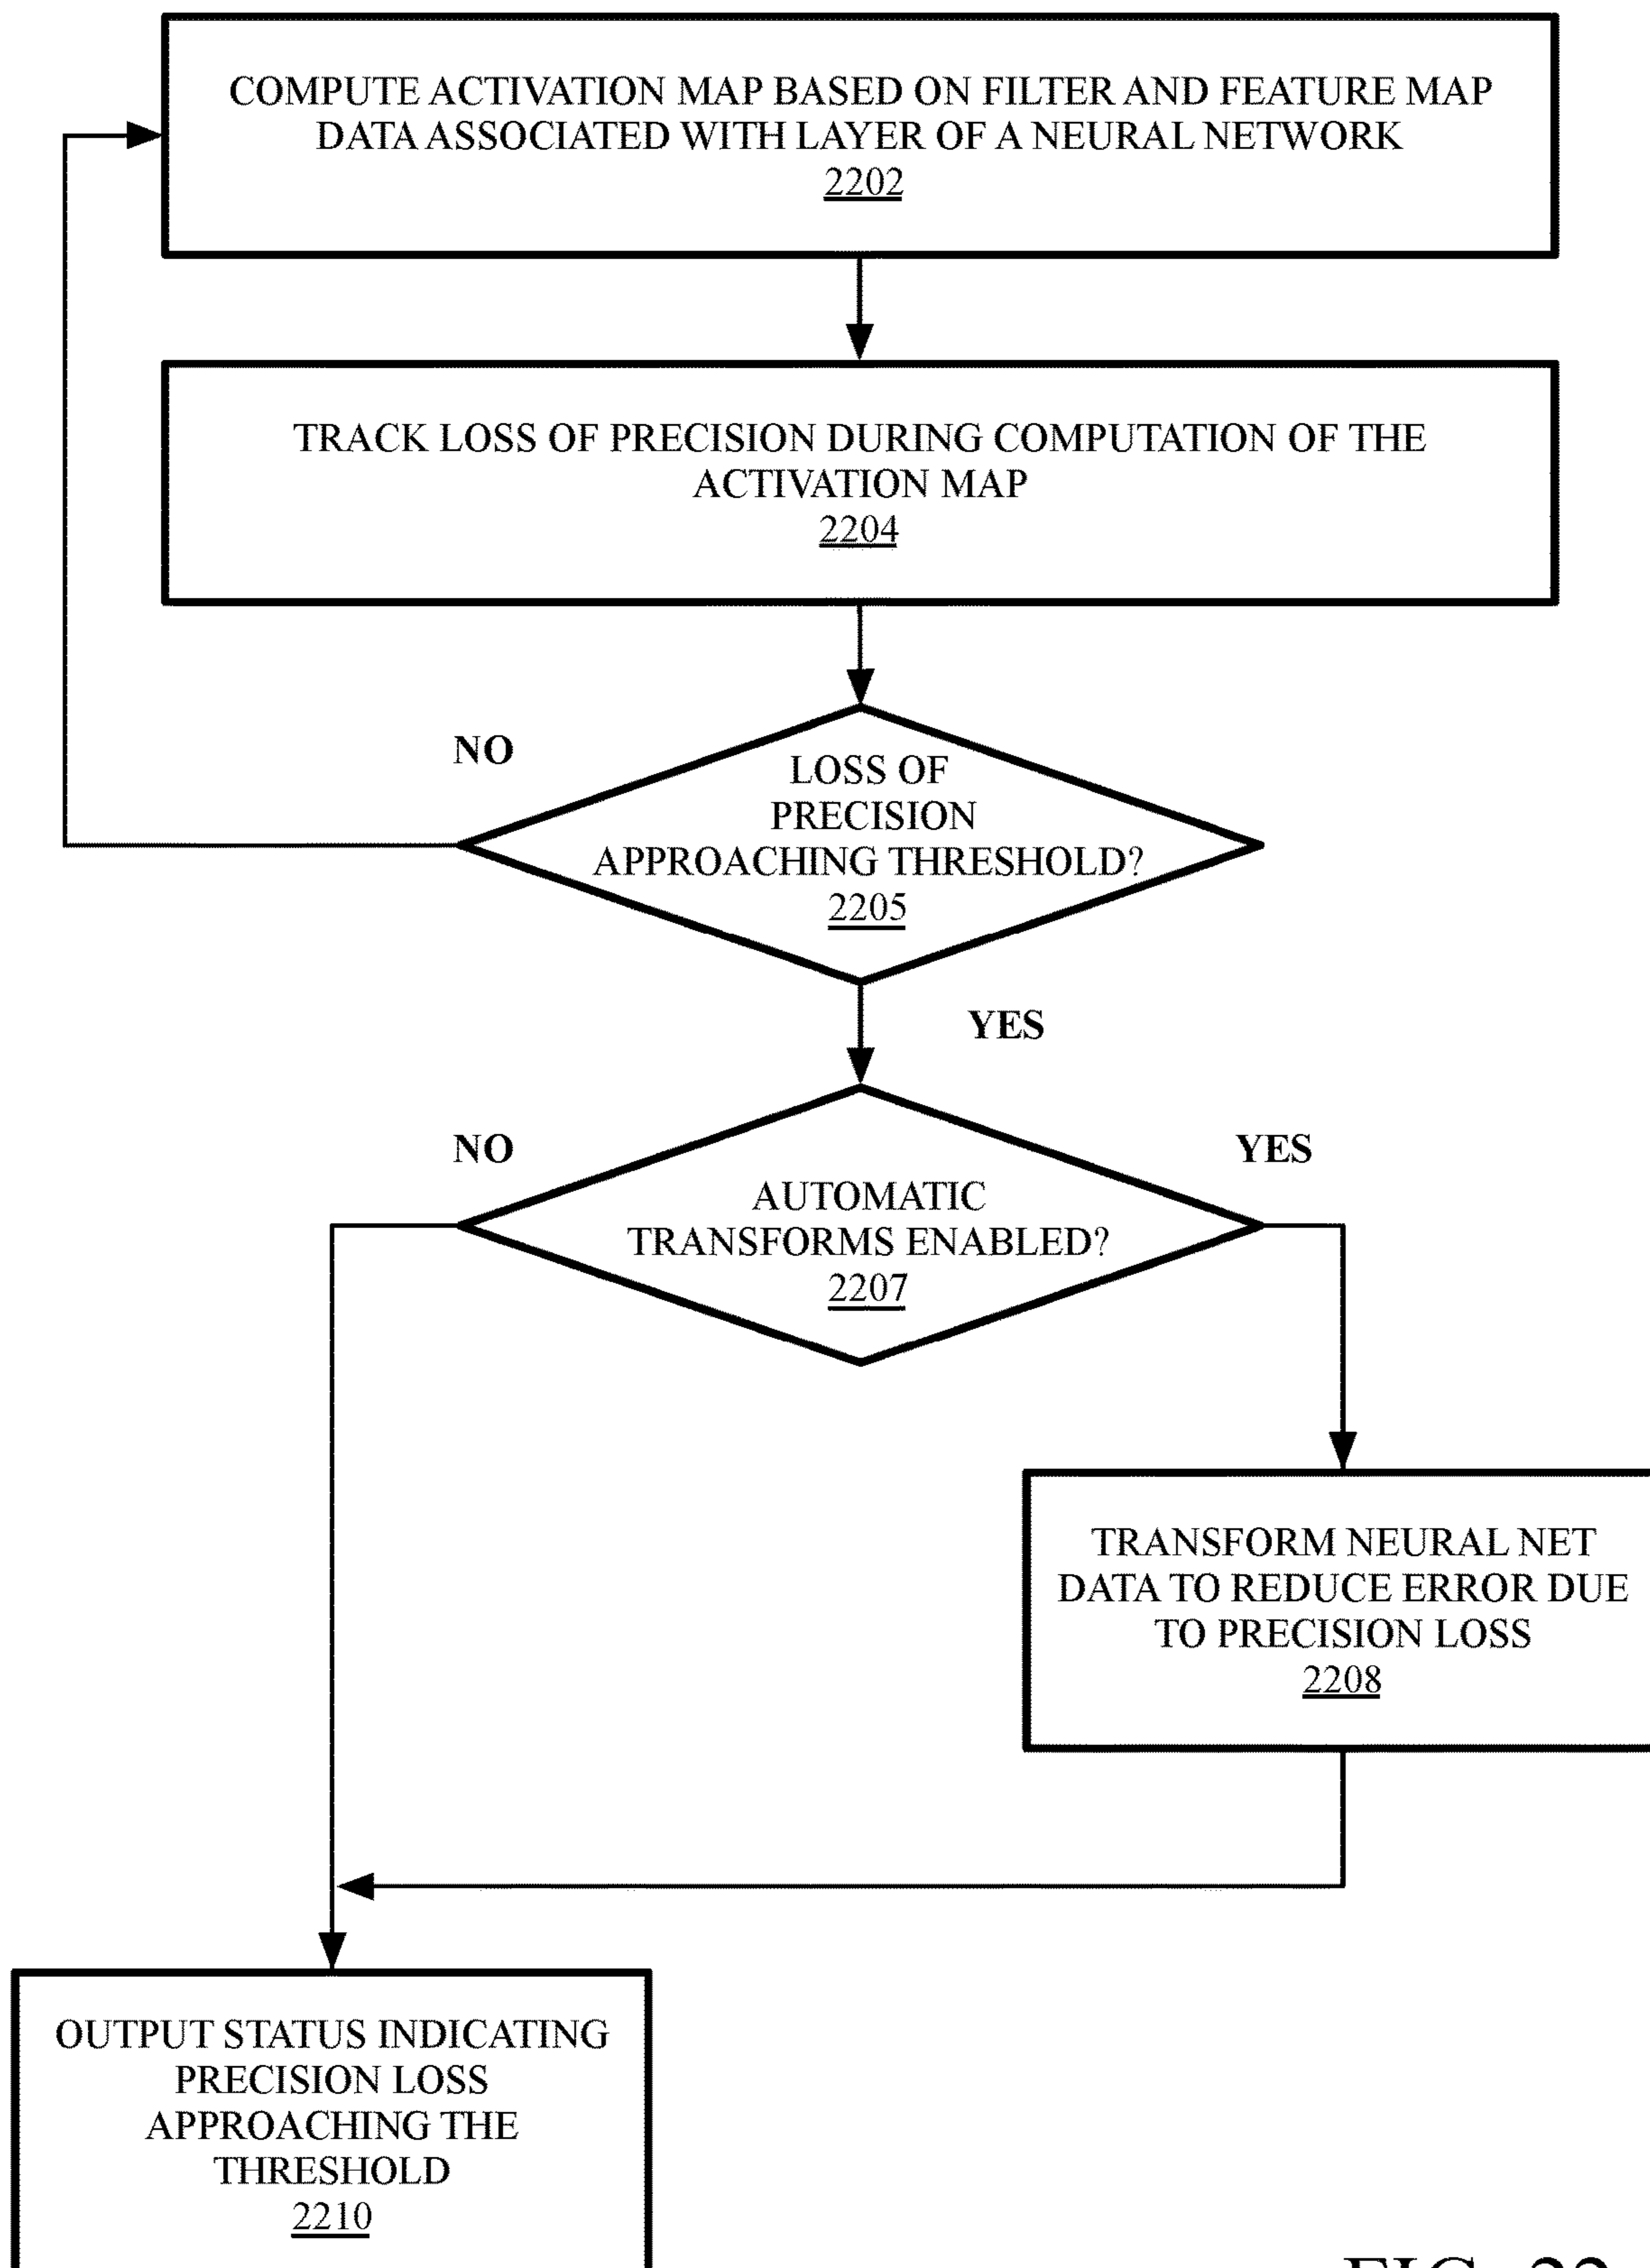 COMPUTE ACTIVATION MAP BASED ON FILTER AND FEATURE MAP
DATA ASSOCIATED WITH LAYER OF A NEURAL NETWORK
2202
TRACK LOSS OF PRECISION DURING COMPUTATION OF THE
ACTIVATION MAP
2204
NO
LOSS OF
PRECISION
APPROACHING THRESHOLD?
2205
YES
NO
YES
AUTOMATIC
TRANSFORMS ENABLED?
2207
TRANSFORM NEURAL NET
DATA TO REDUCE ERROR DUE
TO PRECISION LOSS
2208
OUTPUT STATUS INDICATING
PRECISION LOSS
APPROACHING THE
THRESHOLD
2210